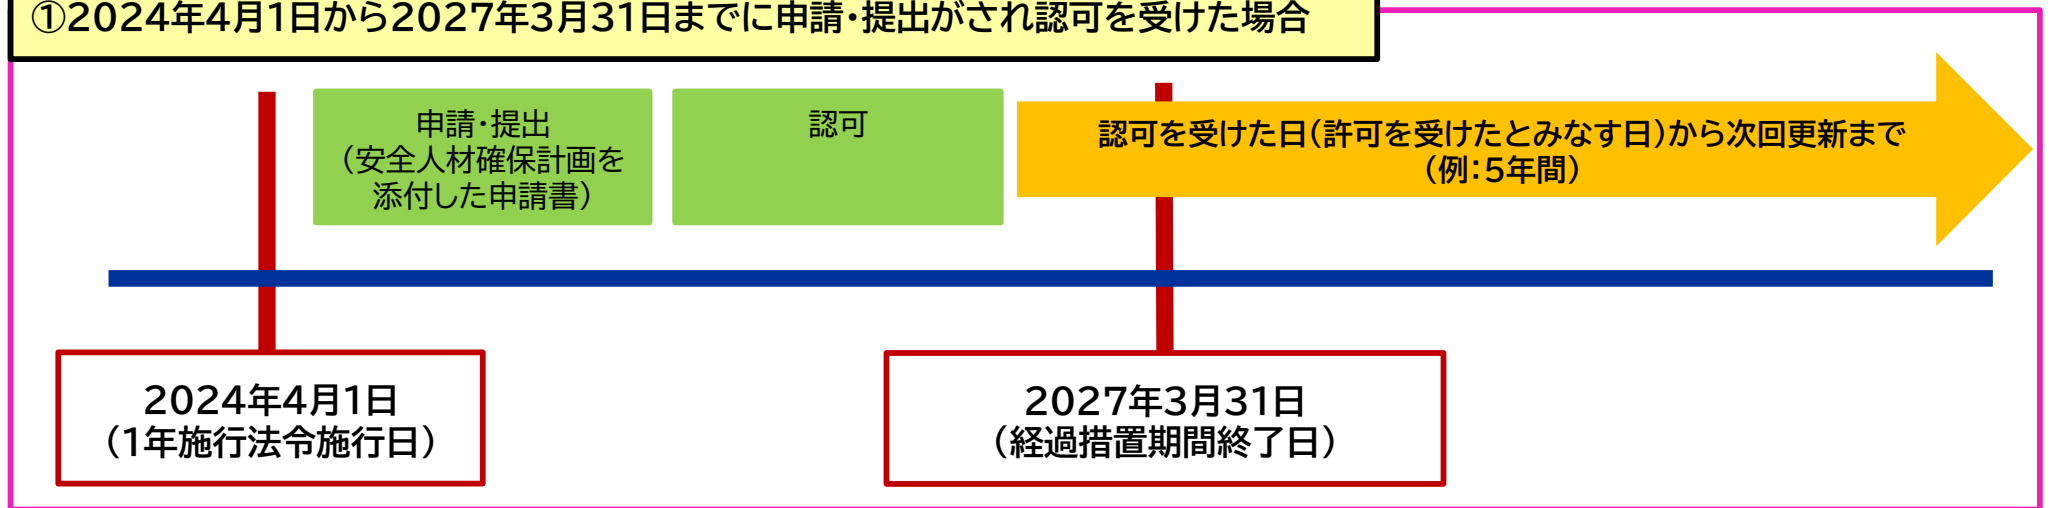 ①2024年4月1日から2027年3月31日までに申請・提出がされ認可を受けた場合
申請・提出
（安全人材確保計画を
添付した申請書）
認可
認可を受けた日（許可を受けたとみなす日）から次回更新まで
（例：5年間）
2024年4月1日
（1年施行法令施行日）
2027年3月31日
（経過措置期間終了日）